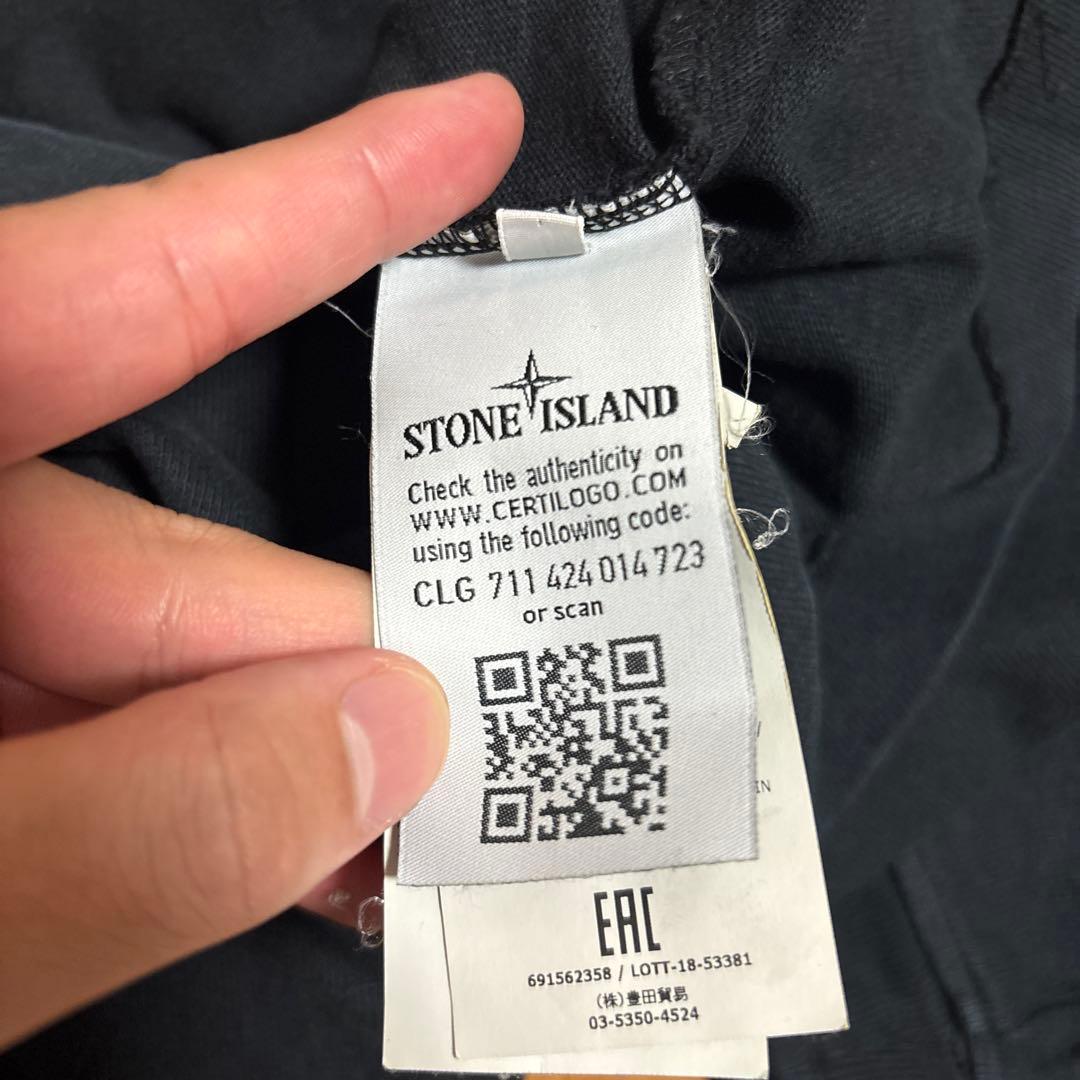 STONE ISLAND
Check the authenticity on
WWW.CERTILOGO.COM
using the following code:
CLG 711 424 014 723
or scan
IN
EAC
691562358 / LOTT-18-53381
(株)豊田貿易
03-5350-4524